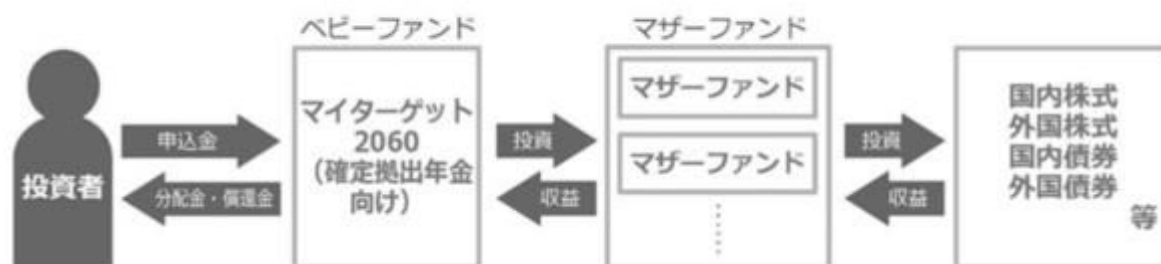 ベビーファンド
マザーファンド
投資者
申込金
分配金・償還金
マイターゲット
2060
（確定拠出年金
向け）
投資
収益
マザーファンド
マザーファンド
投資
収益
国内株式
外国株式
国内債券
外国債券
等